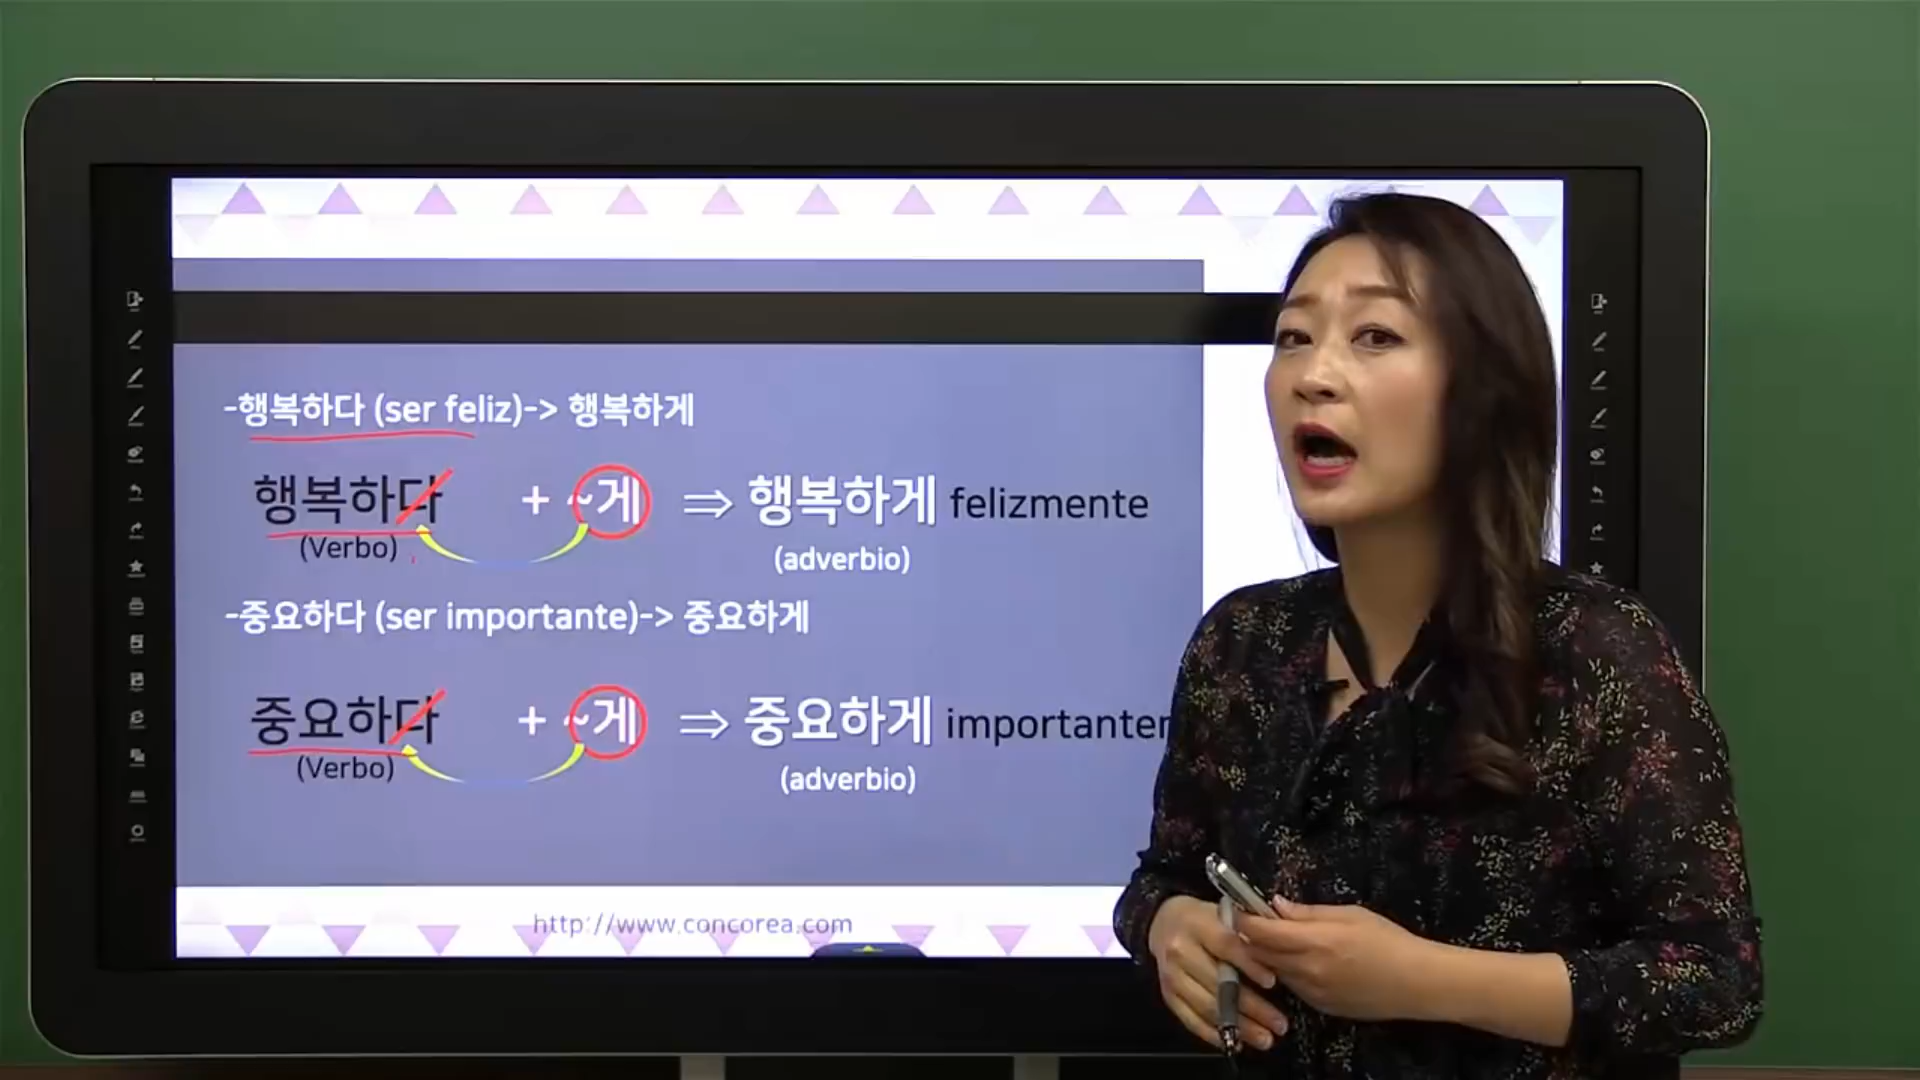 -행복하다 (ser feliz)-> 행복하게
행복하다 + ~게 ⇒ 행복하게 felizmente
(Verbo) (adverbio)
-중요하다 (ser importante)-> 중요하게
중요하다 + ~게 ⇒ 중요하게
(Verbo) (adverbio)
http://www.concorea.com